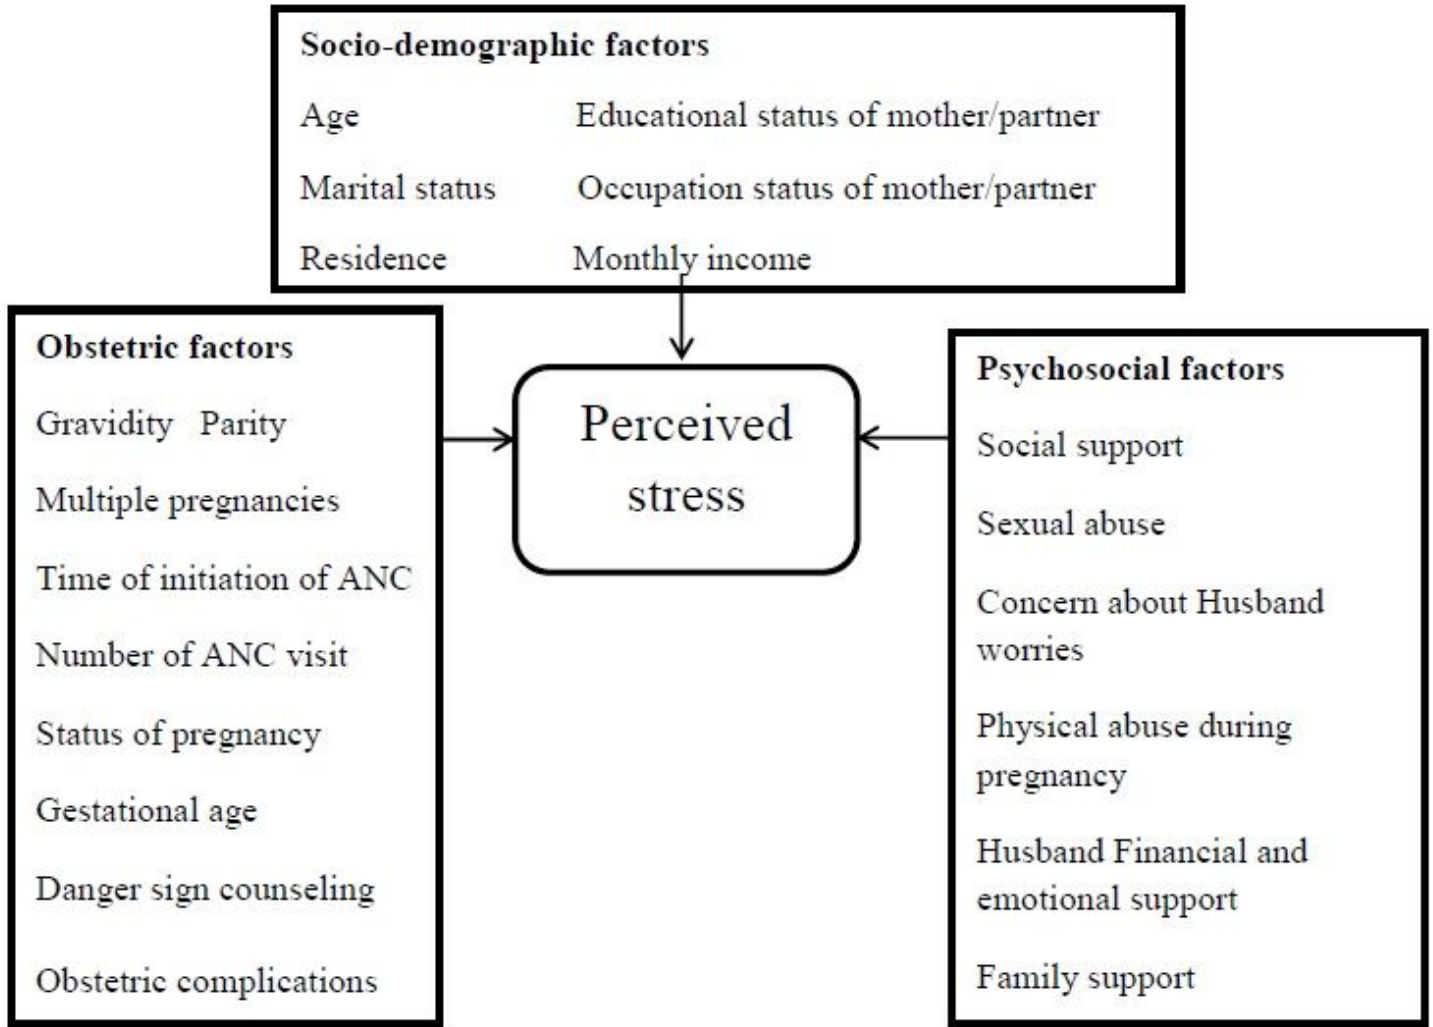 Socio-demographic factors
Age Educational status of mother/partner
Marital status Occupation status of mother/partner
Residence Monthly income
Obstetric factors
Gravidity Parity
Multiple pregnancies
Time of initiation of ANC
Number of ANC visit
Status of pregnancy
Gestational age
Danger sign counseling
Obstetric complications
Perceived
stress
Psychosocial factors
Social support
Sexual abuse
Concern about Husband
worries
Physical abuse during
pregnancy
Husband Financial and
emotional support
Family support